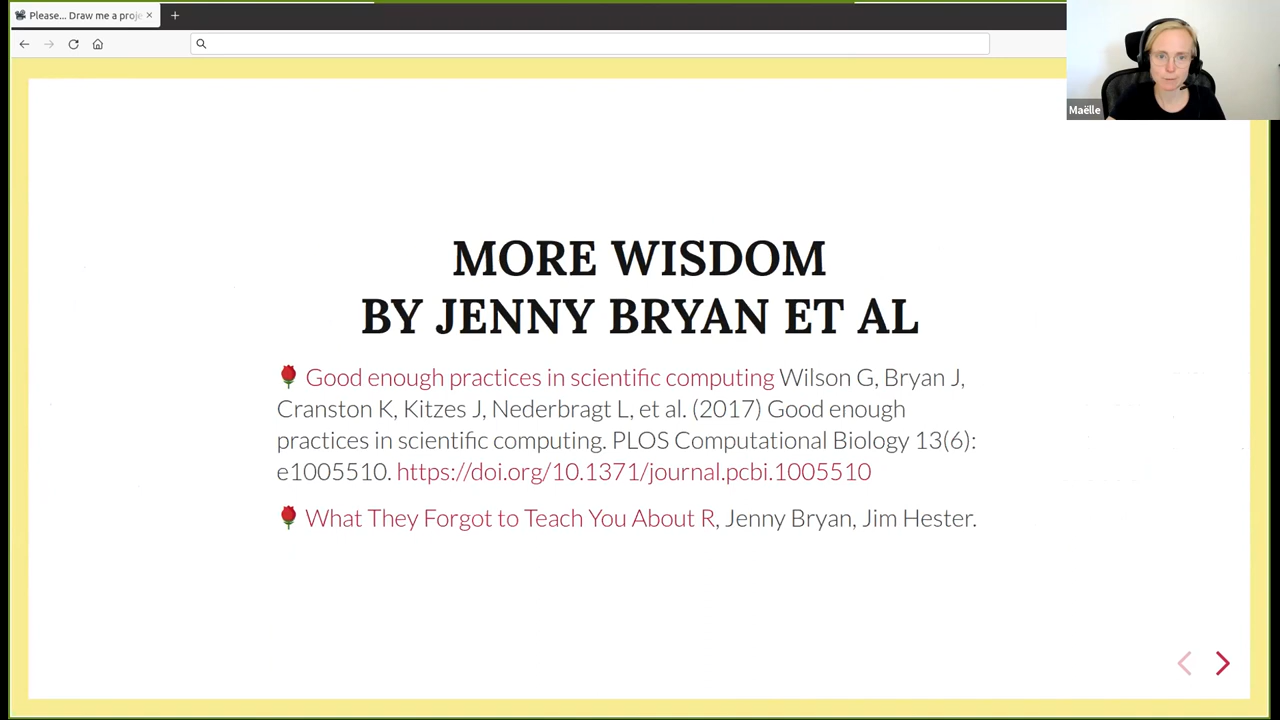 Please... Draw me a proje
Maëlle
MORE WISDOM
BY JENNY BRYAN ET AL
Good enough practices in scientific computing Wilson G, Bryan J,
Cranston K, Kitzes J, Nederbragt L, et al. (2017) Good enough
practices in scientific computing. PLOS Computational Biology 13(6):
e1005510. https://doi.org/10.1371/journal.pcbi.1005510
What They Forgot to Teach You About R, Jenny Bryan, Jim Hester.